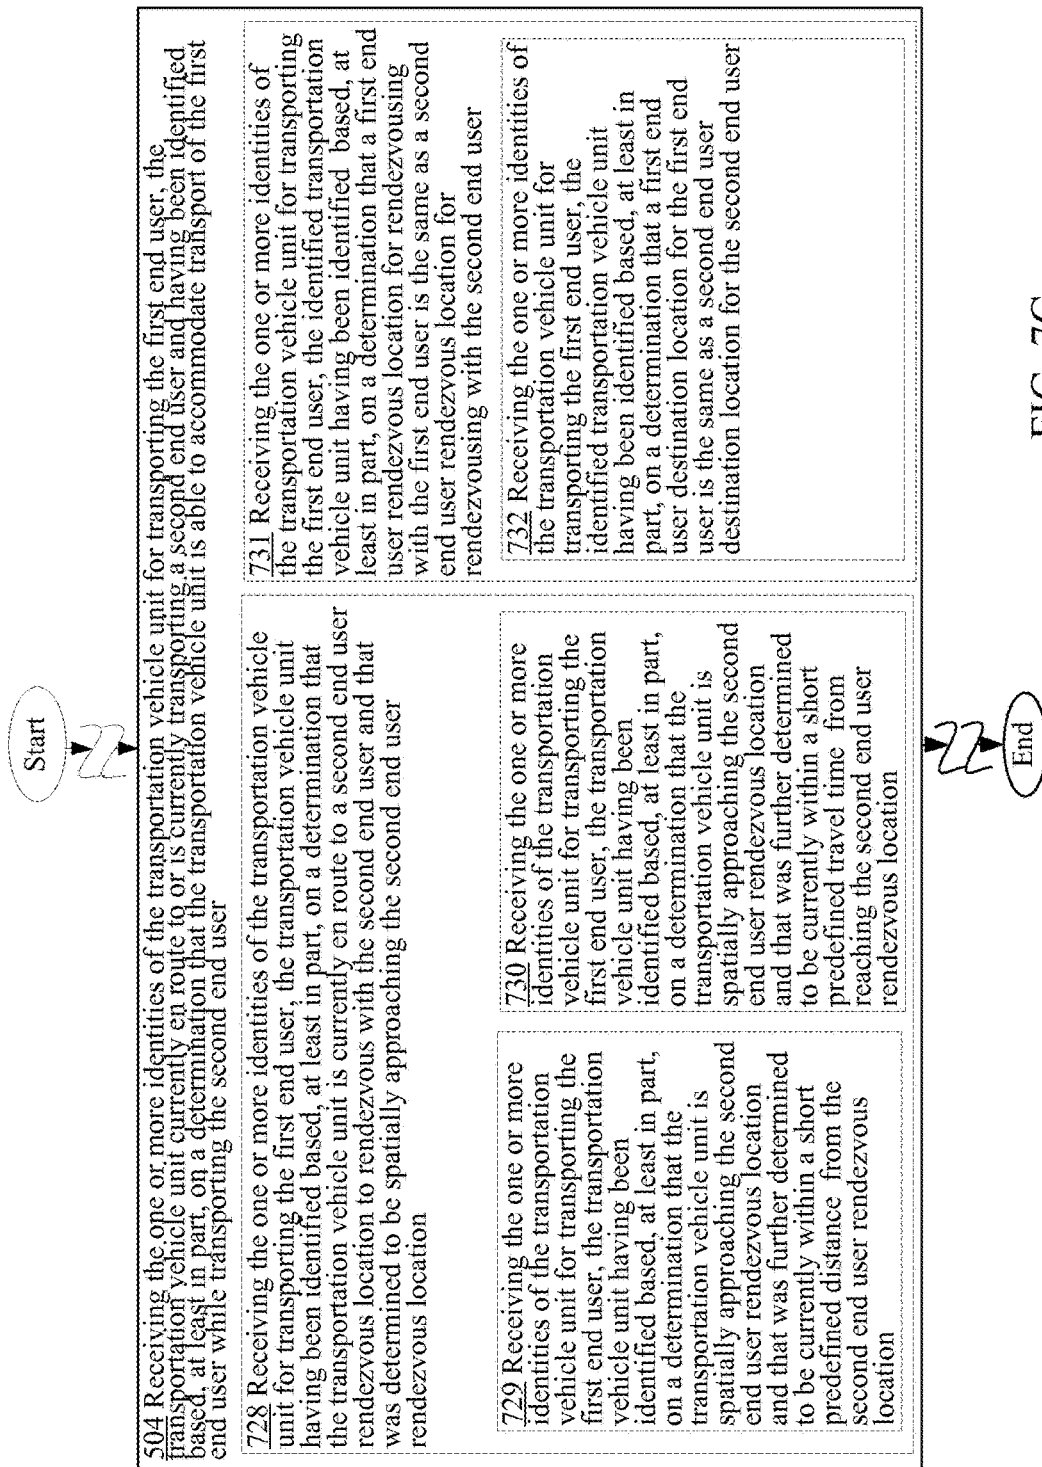 Start
504 Receiving the one or more identities of the transportation vehicle unit for transporting the first end user, the
transportation vehicle unit currently en route to or is currently transporting a second end user and having been identified
based, at least in part, on a determination that the transportation vehicle unit is able to accommodate transport of the first
end user while transporting the second end user
728 Receiving the one or more identities of the transportation vehicle
unit for transporting the first end user, the transportation vehicle unit
having been identified based, at least in part, on a determination that
the transportation vehicle unit is currently en route to a second end user
rendezvous location to rendezvous with the second end user and that
was determined to be spatially approaching the second end user
rendezvous location
729 Receiving the one or more
identities of the transportation
vehicle unit for transporting the
first end user, the transportation
vehicle unit having been
identified based, at least in part,
on a determination that the
transportation vehicle unit is
spatially approaching the second
end user rendezvous location
and that was further determined
to be currently within a short
predefined distance from the
second end user rendezvous
location
730 Receiving the one or more
identities of the transportation
vehicle unit for transporting the
first end user, the transportation
vehicle unit having been
identified based, at least in part,
on a determination that the
transportation vehicle unit is
spatially approaching the second
end user rendezvous location
and that was further determined
to be currently within a short
predefined travel time from
reaching the second end user
rendezvous location
731 Receiving the one or more identities of
the transportation vehicle unit for transporting
the first end user, the identified transportation
vehicle unit having been identified based, at
least in part, on a determination that a first end
user rendezvous location for rendezvousing
with the first end user is the same as a second
end user rendezvous location for
rendezvousing with the second end user
732 Receiving the one or more identities of
the transportation vehicle unit for
transporting the first end user, the
identified transportation vehicle unit
having been identified based, at least in
part, on a determination that a first end
user destination location for the first end
user is the same as a second end user
destination location for the second end user
End